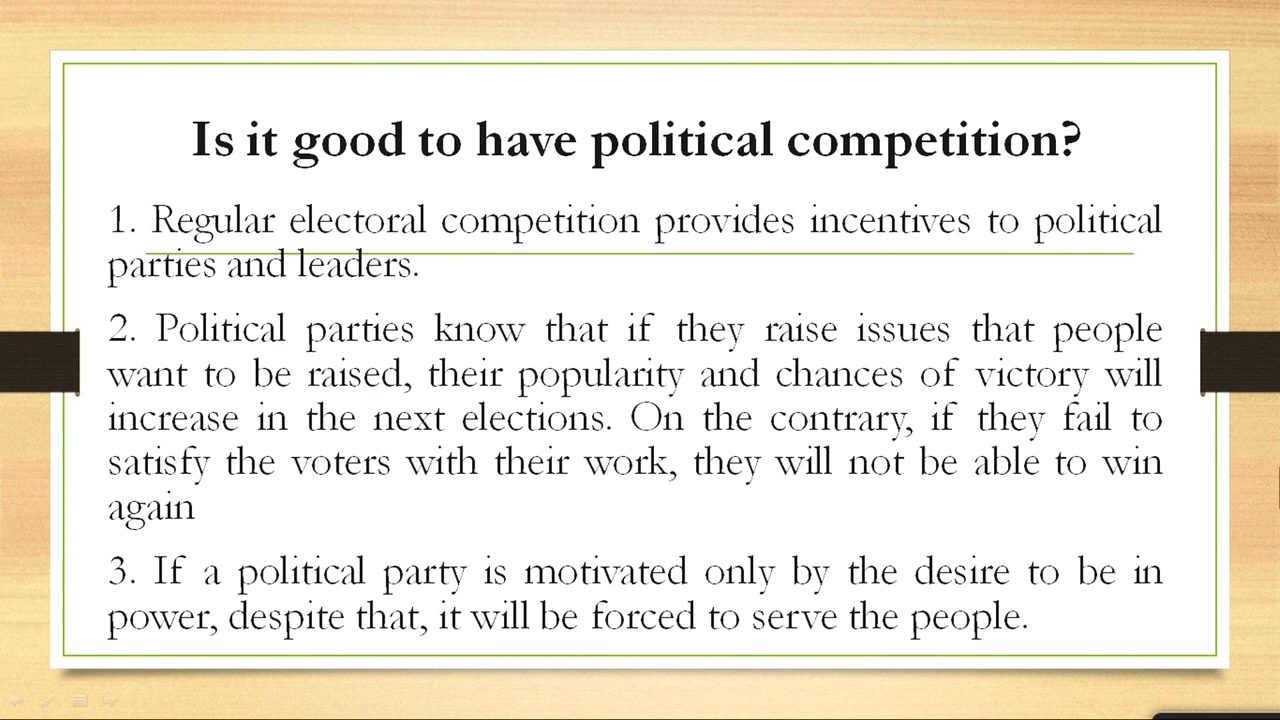 Is it good to have political competition?
1. Regular electoral competition provides incentives to political
parties and leaders.
2. Political parties know that if they raise issues that people
want to be raised, their popularity and chances of victory will
increase in the next elections. On the contrary, if they fail to
satisfy the voters with their work, they will not be able to win
again
3. If a political party is motivated only by the desire to be in
power, despite that, it will be forced to serve the people.